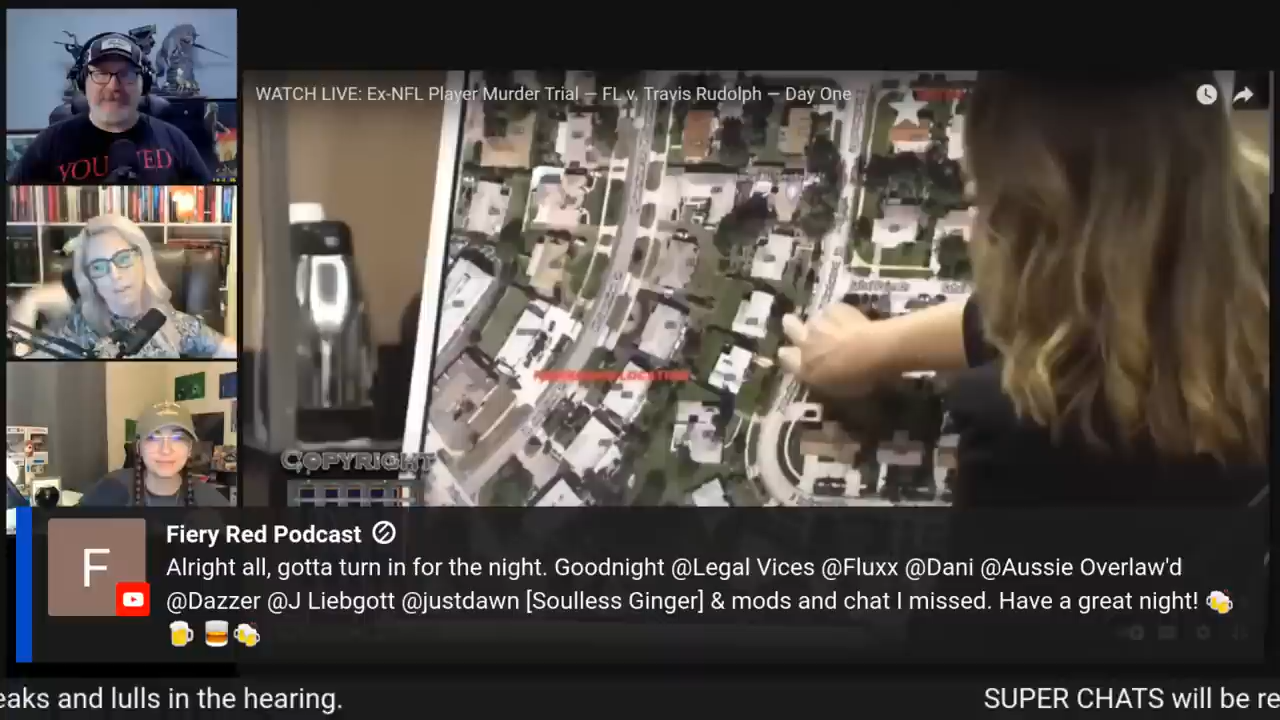 WATCH LIVE: Ex-NFL Player Murder Trial — FL v. Travis Rudolph — Day One
COPYRIGHT
F
Fiery Red Podcast
Alright all, gotta turn in for the night. Goodnight @Legal Vices @Fluxx @Dani @Aussie Overlaw'd
@Dazzer @J Liebgott @justdawn [Soulless Ginger] & mods and chat I missed. Have a great night! 🍻
🍺 🥃 🍻
eaks and lulls in the hearing.
SUPER CHATS will be re